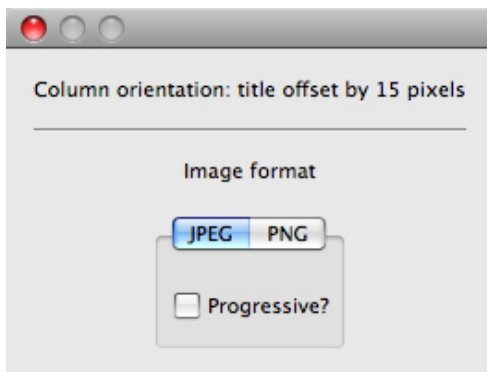 Column orientation: title offset by 15 pixels
Image format
JPEG PNG
Progressive?